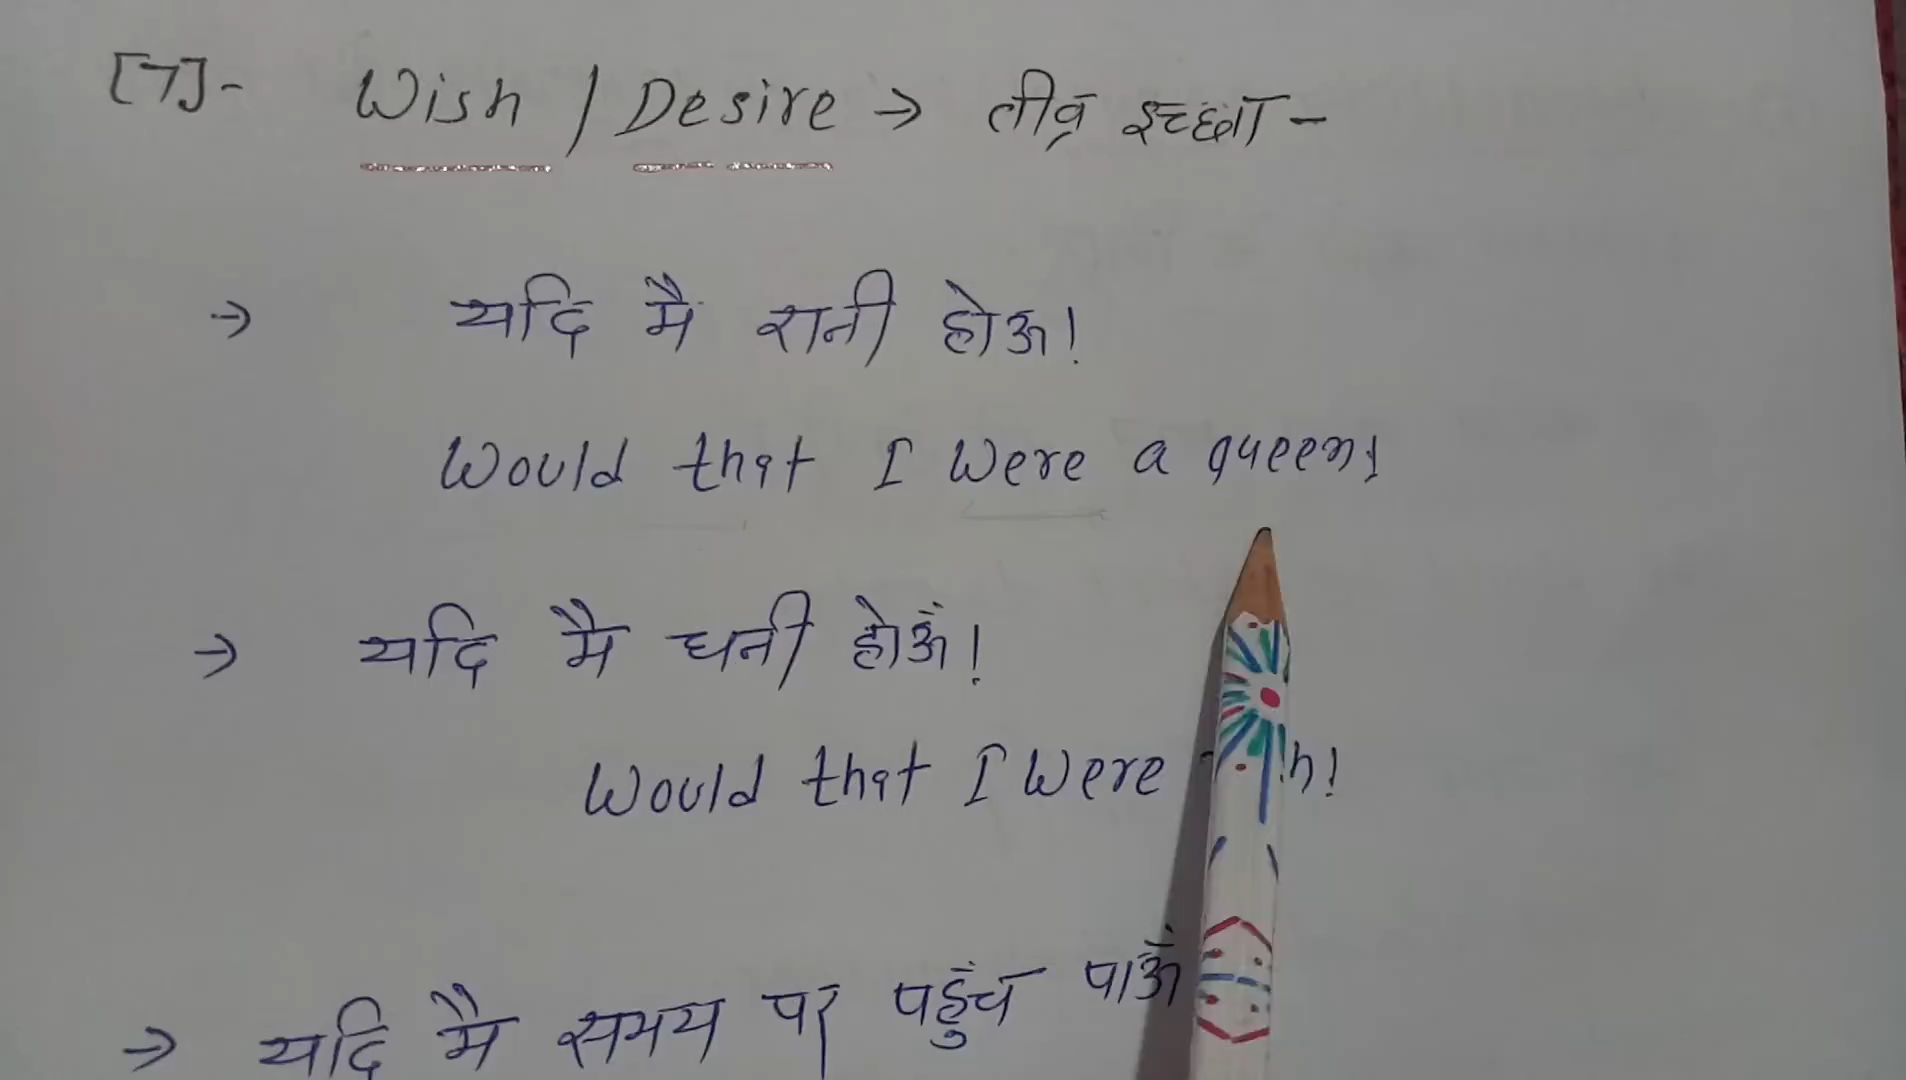 [7]- Wish / Desire → तीव्र इच्छा -
→ यदि मै रानी होऊ!
Would that I Were a queen!
→ यदि मै धनी होऊँ!
Would that I Were
→ यदि मै समय पर पहुँच पाऊँ